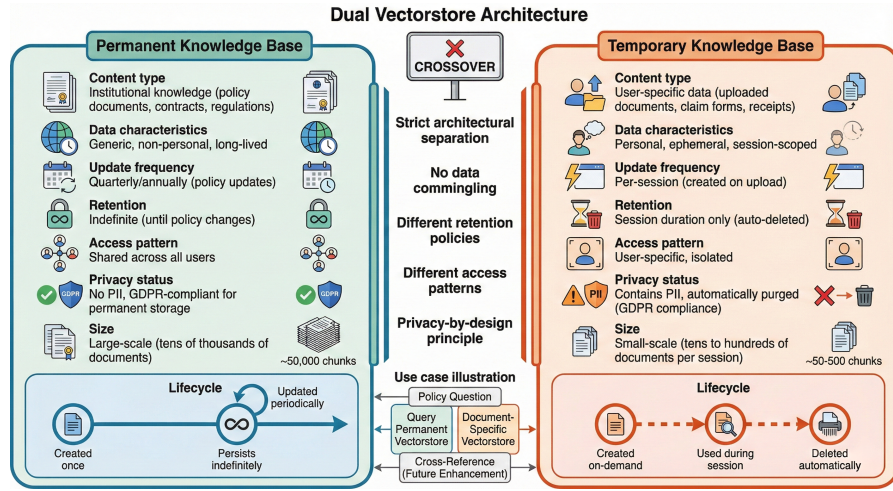 Dual Vectorstore Architecture
Permanent Knowledge Base
Content type
Institutional knowledge (policy
documents, contracts, regulations)
Data characteristics
Generic, non-personal, long-lived
Update frequency
Quarterly/annually (policy updates)
Retention
Indefinite (until policy changes)
Access pattern
Shared across all users
Privacy status
No PII, GDPR-compliant for
permanent storage
GDPR
GDPR
Size
Large-scale (tens of thousands of
documents)
~50,000 chunks
Lifecycle
Updated
periodically
Created
once
Persists
indefinitely
CROSSOVER
Strict architectural
separation
No data
commingling
Different retention
policies
Different access
patterns
Privacy-by-design
principle
Use case illustration
Policy Question
Query
Permanent
Vectorstore
Document-
Specific
Vectorstore
Cross-Reference
(Future Enhancement)
Temporary Knowledge Base
Content type
User-specific data (uploaded
documents, claim forms, receipts)
Data characteristics
Personal, ephemeral, session-scoped
Update frequency
Per-session (created on upload)
Retention
Session duration only (auto-deleted)
Access pattern
User-specific, isolated
Privacy status
Contains PII, automatically purged
(GDPR compliance)
PII
Size
Small-scale (tens to hundreds of
documents per session)
~50-500 chunks
Lifecycle
Created
on-demand
Used during
session
Deleted
automatically